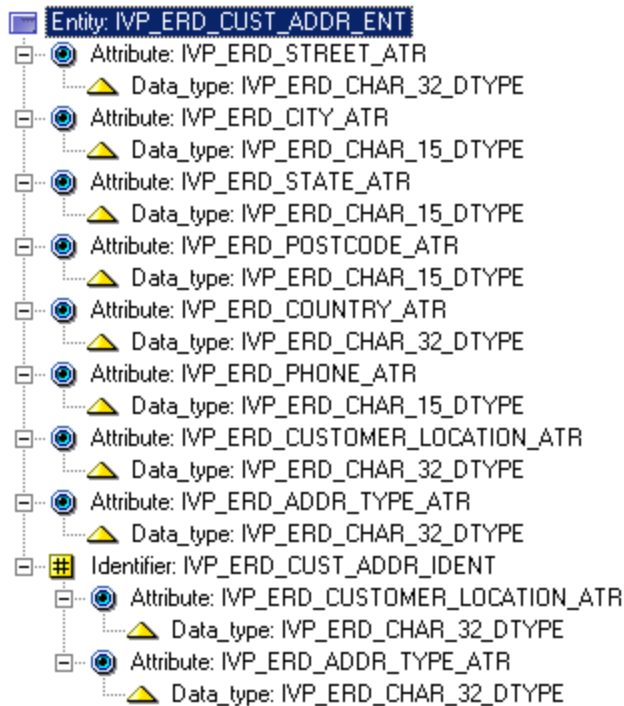 Entity: IVP_ERD_CUST_ADDR_ENT
Attribute: IVP_ERD_STREET_ATR
Data_type: IVP_ERD_CHAR_32_DTYPE
Attribute: IVP_ERD_CITY_ATR
Data_type: IVP_ERD_CHAR_15_DTYPE
Attribute: IVP_ERD_STATE_ATR
Data_type: IVP_ERD_CHAR_15_DTYPE
Attribute: IVP_ERD_POSTCODE_ATR
Data_type: IVP_ERD_CHAR_15_DTYPE
Attribute: IVP_ERD_COUNTRY_ATR
Data_type: IVP_ERD_CHAR_32_DTYPE
Attribute: IVP_ERD_PHONE_ATR
Data_type: IVP_ERD_CHAR_15_DTYPE
Attribute: IVP_ERD_CUSTOMER_LOCATION_ATR
Data_type: IVP_ERD_CHAR_32_DTYPE
Attribute: IVP_ERD_ADDR_TYPE_ATR
Data_type: IVP_ERD_CHAR_32_DTYPE
# Identifier: IVP_ERD_CUST_ADDR_IDENT
Attribute: IVP_ERD_CUSTOMER_LOCATION_ATR
Data_type: IVP_ERD_CHAR_32_DTYPE
Attribute: IVP_ERD_ADDR_TYPE_ATR
Data_type: IVP_ERD_CHAR_32_DTYPE